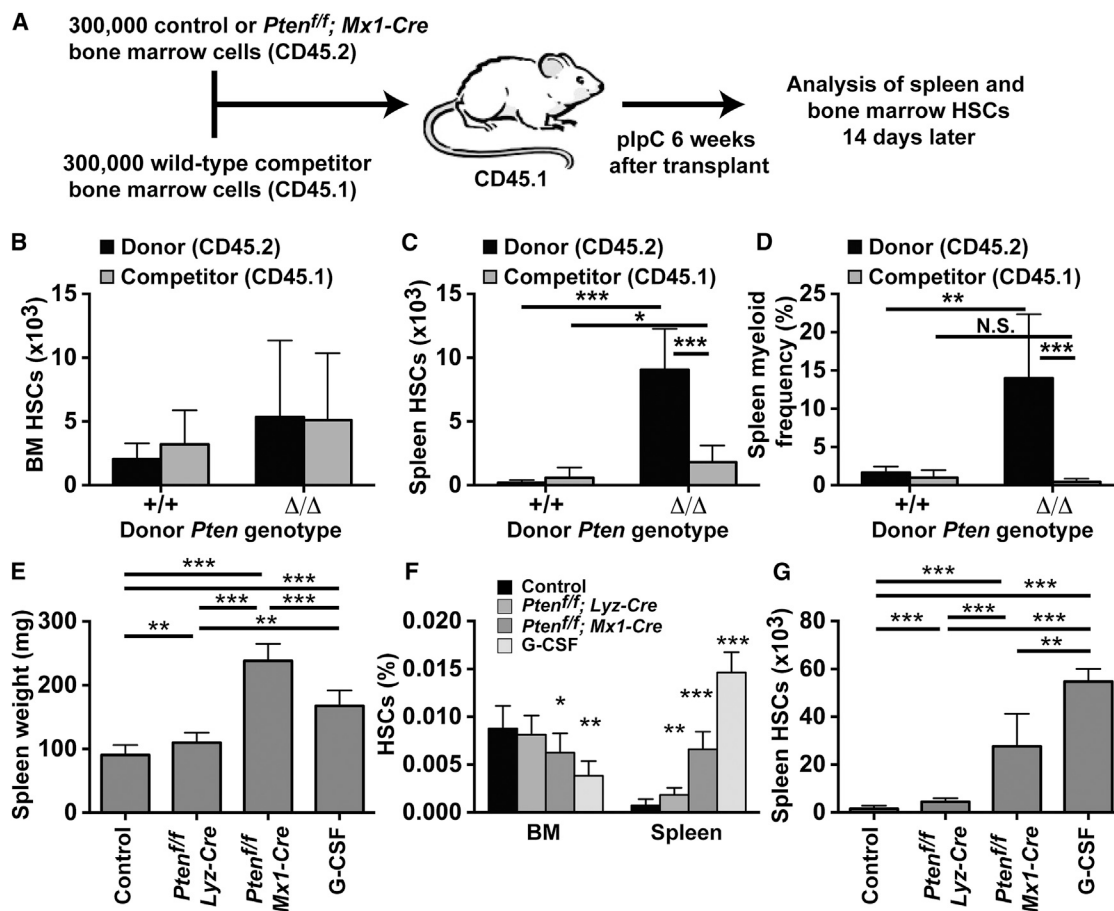 A
300,000 control or Pten^f/f; Mx1-Cre
bone marrow cells (CD45.2)
300,000 wild-type competitor
bone marrow cells (CD45.1)
CD45.1
pIpC 6 weeks
after transplant
Analysis of spleen and
bone marrow HSCs
14 days later
B
Donor (CD45.2)
Competitor (CD45.1)
BM HSCs (x10³)
15
10
5
0
+/+
Δ/Δ
Donor Pten genotype
C
Donor (CD45.2)
Competitor (CD45.1)
Spleen HSCs (x10³)
15
10
5
0
***
*
***
+/+
Δ/Δ
Donor Pten genotype
D
Donor (CD45.2)
Competitor (CD45.1)
Spleen myeloid
frequency (%)
25
20
15
10
5
0
**
N.S.
***
+/+
Δ/Δ
Donor Pten genotype
E
Spleen weight (mg)
300
200
100
0
***
***
*** ***
** **
Control
Pten^f/f
Lyz-Cre
Pten^f/f
Mx1-Cre
G-CSF
F
Control
Pten^f/f; Lyz-Cre
Pten^f/f; Mx1-Cre
G-CSF
HSCs (%)
0.020
0.015
0.010
0.005
0.000
*
**
**
***
***
BM
Spleen
G
Spleen HSCs (x10³)
80
60
40
20
0
***
***
*** *** ***
**
Control
Pten^f/f
Lyz-Cre
Pten^f/f
Mx1-Cre
G-CSF